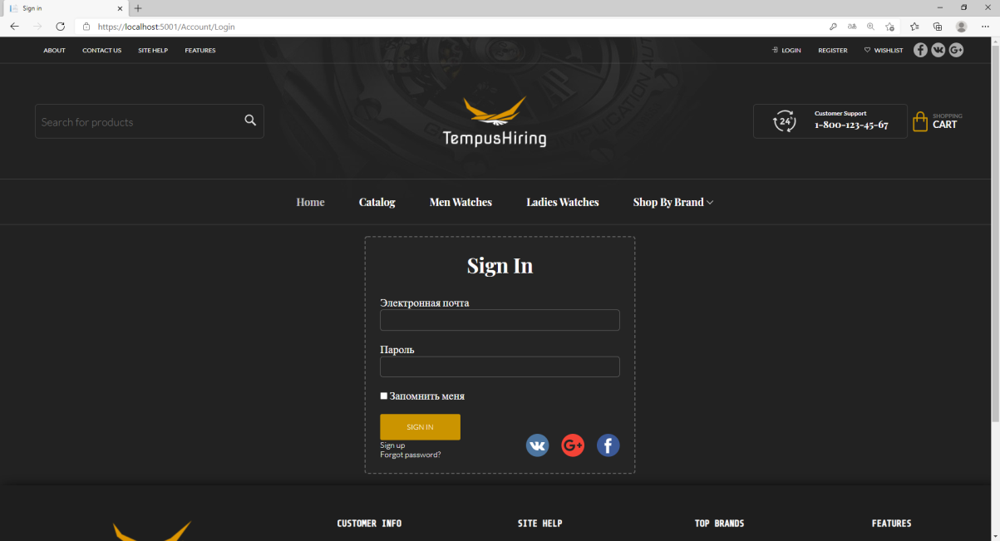 Sign in
https://localhost:5001/Account/Login
ABOUT CONTACT US SITE HELP FEATURES LOGIN REGISTER WISHLIST
Search for products
TempusHiring
24
Customer Support
1-800-123-45-67
SHOPPING
CART
Home Catalog Men Watches Ladies Watches Shop By Brand
Sign In
Электронная почта
Пароль
Запомнить меня
SIGN IN
Sign up
Forgot password?
CUSTOMER INFO SITE HELP TOP BRANDS FEATURES